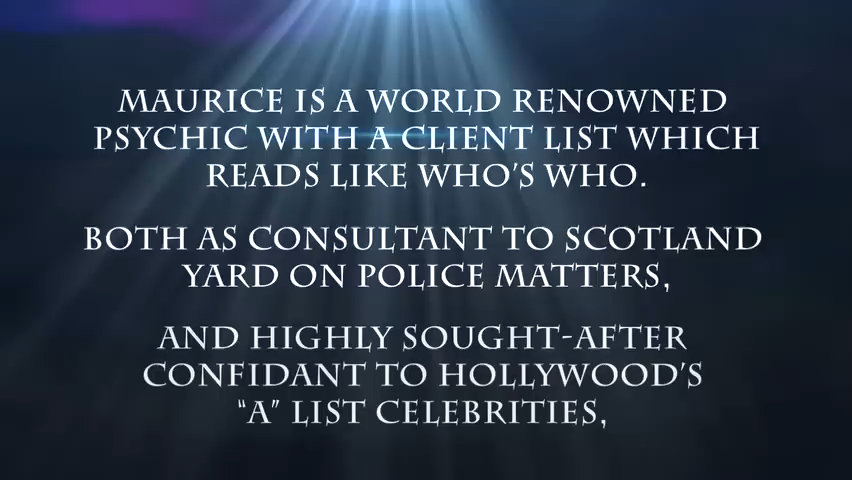 MAURICE IS A WORLD RENOWNED
PSYCHIC WITH A CLIENT LIST WHICH
READS LIKE WHO'S WHO.
BOTH AS CONSULTANT TO SCOTLAND
YARD ON POLICE MATTERS,
AND HIGHLY SOUGHT-AFTER
CONFIDANT TO HOLLYWOOD'S
"A" LIST CELEBRITIES,